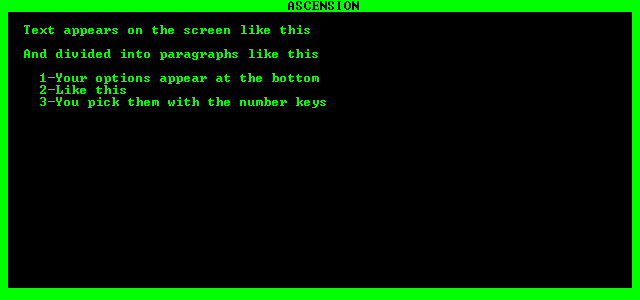 ASCENSION
Text appears on the screen like this
And divided into paragraphs like this
1-Your options appear at the bottom
2-Like this
3-You pick them with the number keys